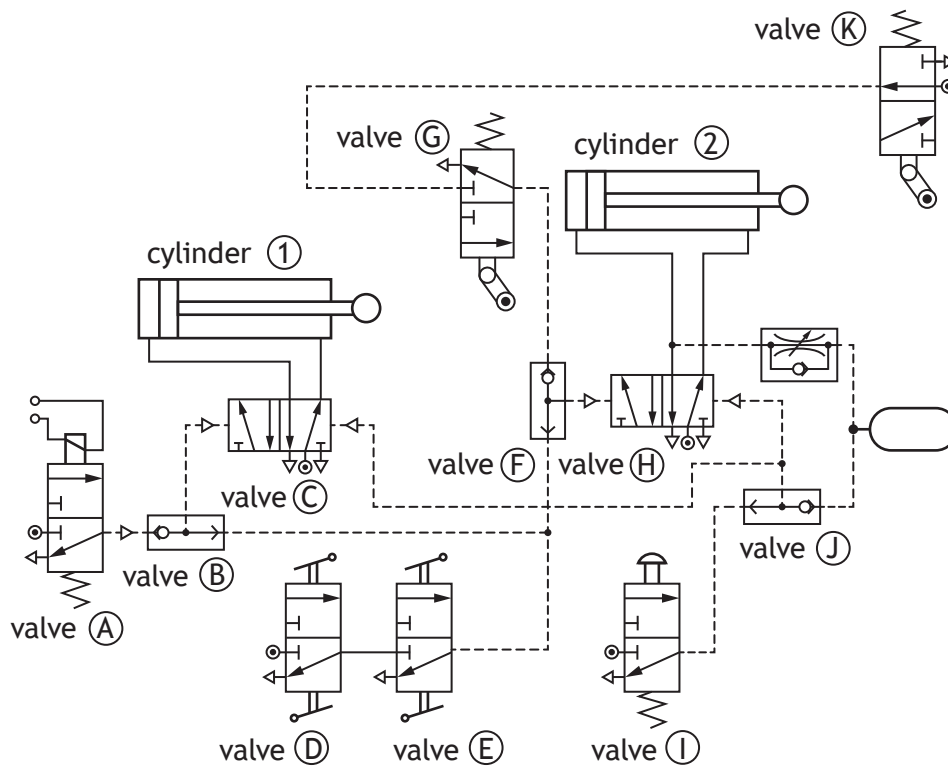 valve K
valve G
cylinder 2
cylinder 1
valve F
valve H
valve C
valve J
valve B
valve A
valve D
valve E
valve I